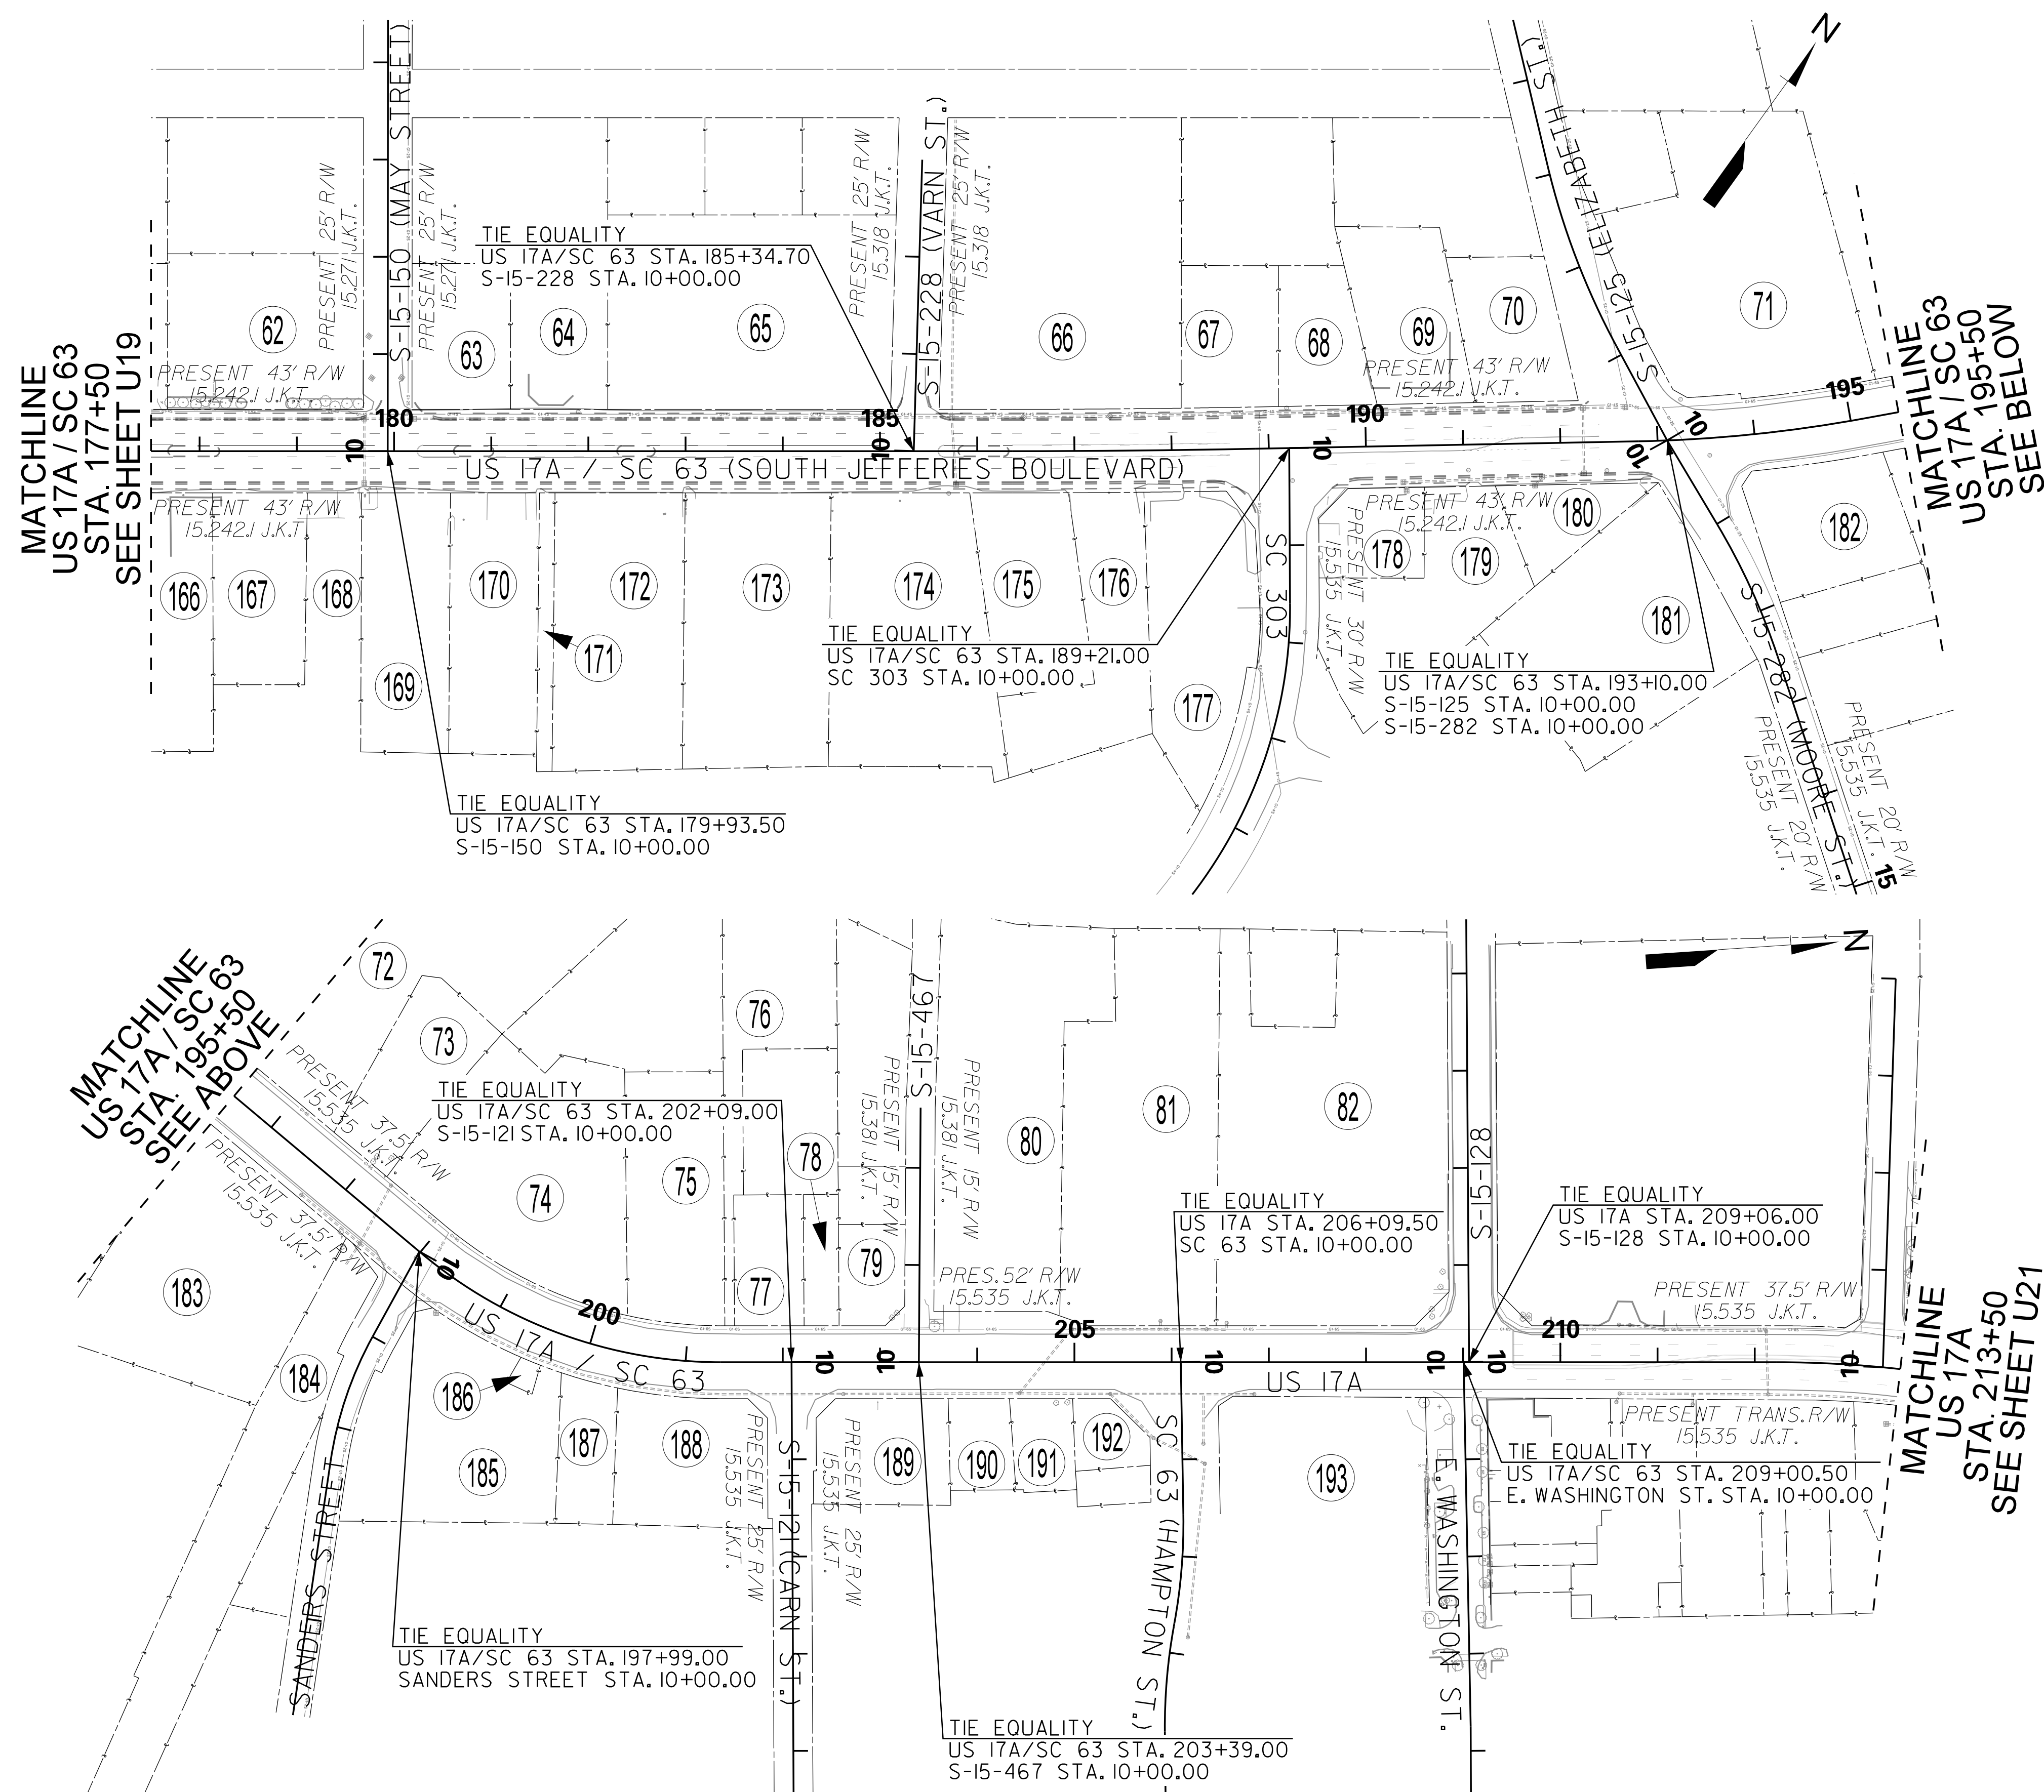 N
MATCHLINE
US 17A / SC 63
STA. 177+50
SEE SHEET U19
S-15-150 (MAY STREET)
PRESENT 25' R/W
15.271 J.K.T.
PRESENT 25' R/W
15.271 J.K.T.
TIE EQUALITY
US 17A/SC 63 STA. 185+34.70
S-15-228 STA. 10+00.00
PRESENT 25' R/W
15.318 J.K.T.
S-15-228 (VARN ST.)
PRESENT 25' R/W
15.318 J.K.T.
S-15-125 (ELIZABETH ST.)
62
63
64
65
66
67
68
69
70
71
PRESENT 43' R/W
15.242.1 J.K.T.
PRESENT 43' R/W
15.242.1 J.K.T.
10
180
10
185
10
190
10
10
195
US 17A / SC 63 (SOUTH JEFFERIES BOULEVARD)
MATCHLINE
US 17A / SC 63
STA. 195+50
SEE BELOW
PRESENT 43' R/W
15.242.1 J.K.T.
PRESENT 43' R/W
15.242.1 J.K.T.
166
167
168
169
170
171
172
173
174
175
176
177
SC 303
PRESENT 30' R/W
15.535 J.K.T.
178
179
180
181
182
TIE EQUALITY
US 17A/SC 63 STA. 189+21.00
SC 303 STA. 10+00.00
TIE EQUALITY
US 17A/SC 63 STA. 193+10.00
S-15-125 STA. 10+00.00
S-15-282 STA. 10+00.00
S-15-282 (MOORE ST.)
PRESENT 20' R/W
15.535 J.K.T.
PRESENT 20' R/W
15.535 J.K.T.
15
TIE EQUALITY
US 17A/SC 63 STA. 179+93.50
S-15-150 STA. 10+00.00
MATCHLINE
US 17A / SC 63
STA. 195+50
SEE ABOVE
72
73
74
75
76
77
78
79
80
81
82
N
PRESENT 37.5' R/W
15.535 J.K.T.
PRESENT 37.5' R/W
15.535 J.K.T.
TIE EQUALITY
US 17A/SC 63 STA. 202+09.00
S-15-121 STA. 10+00.00
S-15-467
PRESENT 15' R/W
15.381 J.K.T.
PRESENT 15' R/W
15.381 J.K.T.
PRES. 52' R/W
15.535 J.K.T.
TIE EQUALITY
US 17A STA. 206+09.50
SC 63 STA. 10+00.00
S-15-128
TIE EQUALITY
US 17A STA. 209+06.00
S-15-128 STA. 10+00.00
PRESENT 37.5' R/W
15.535 J.K.T.
10
200
10
10
205
10
10
10
210
10
US 17A / SC 63
US 17A
MATCHLINE
US 17A
STA. 213+50
SEE SHEET U21
183
184
185
186
187
188
189
190
191
192
193
SANDERS STREET
PRESENT 25' R/W
15.535 J.K.T.
S-15-121 (CARN ST.)
PRESENT 25' R/W
15.535 J.K.T.
SC 63 (HAMPTON ST.)
E. WASHINGTON ST.
PRESENT TRANS. R/W
15.535 J.K.T.
TIE EQUALITY
US 17A/SC 63 STA. 209+00.50
E. WASHINGTON ST. STA. 10+00.00
TIE EQUALITY
US 17A/SC 63 STA. 197+99.00
SANDERS STREET STA. 10+00.00
TIE EQUALITY
US 17A/SC 63 STA. 203+39.00
S-15-467 STA. 10+00.00